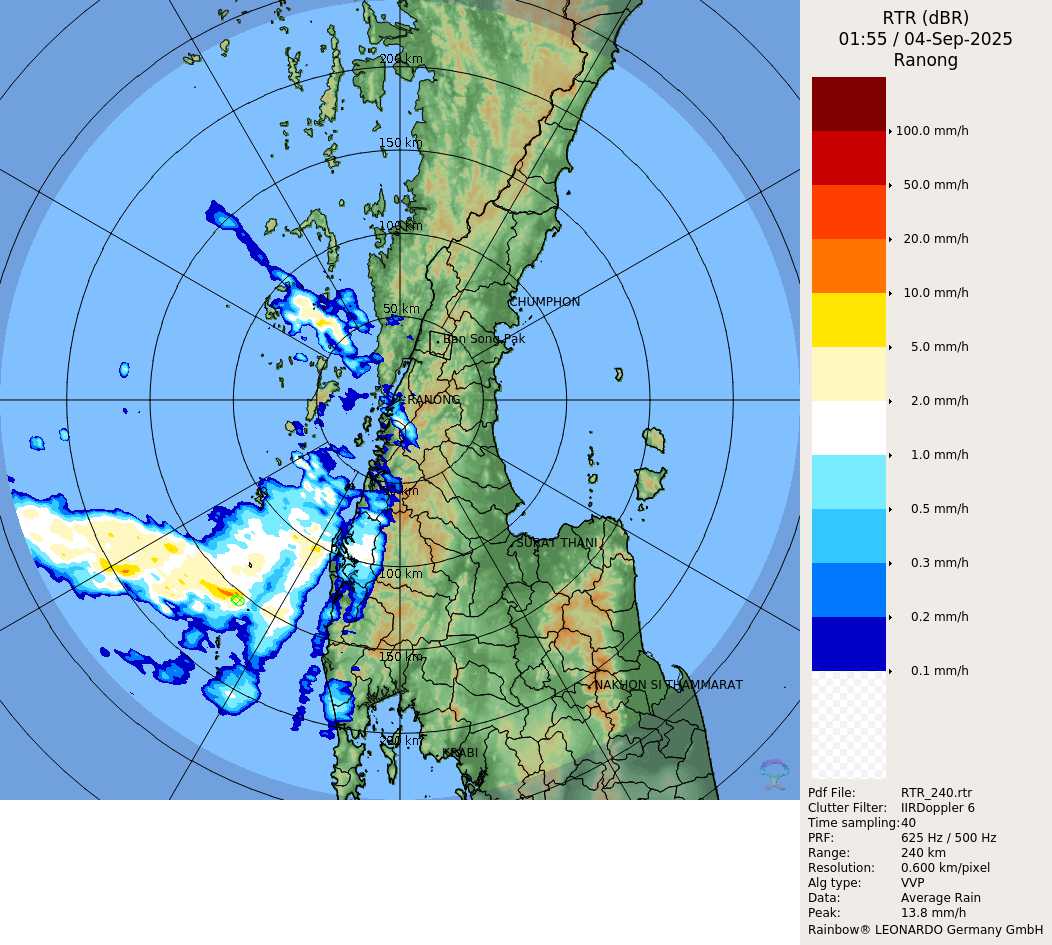 RTR (dBR)
01:55 / 04-Sep-2025
Ranong
200 km
150 km
100 km
50 km
CHUMPHON
Ban Song Pak
RANONG
km
SURAT THANI
100 km
150 km
NAKHON SI THAMMARAT
200 km
KRABI
100.0 mm/h
50.0 mm/h
20.0 mm/h
10.0 mm/h
5.0 mm/h
2.0 mm/h
1.0 mm/h
0.5 mm/h
0.3 mm/h
0.2 mm/h
0.1 mm/h
Pdf File: RTR_240.rtr
Clutter Filter: IIRDoppler 6
Time sampling:40
PRF: 625 Hz / 500 Hz
Range: 240 km
Resolution: 0.600 km/pixel
Alg type: VVP
Data: Average Rain
Peak: 13.8 mm/h
Rainbow® LEONARDO Germany GmbH